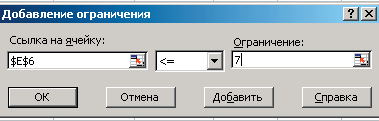 Добавление ограничения
Ссылка на ячейку: Ограничение:
$E$6 <= 7
OK Отмена Добавить Справка